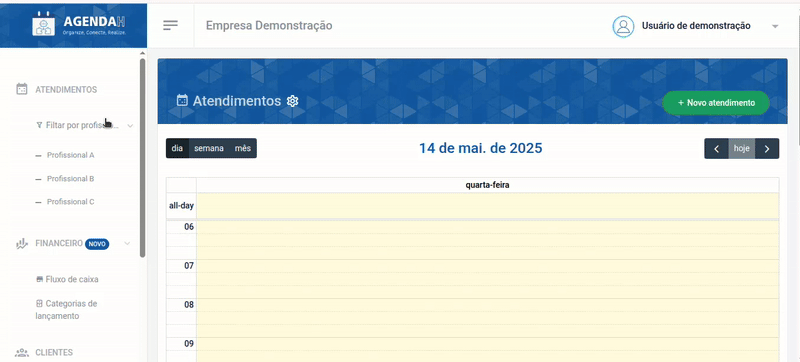 AGENDAH
Organize, Conecte, Realize.
Empresa Demonstração
Usuário de demonstração
ATENDIMENTOS
Filtar por profiss...
Profissional A
Profissional B
Profissional C
FINANCEIRO NOVO
Fluxo de caixa
Categorias de
lançamento
CLIENTES
Atendimentos
+ Novo atendimento
dia semana mês
14 de mai. de 2025
hoje
quarta-feira
all-day
06
07
08
09